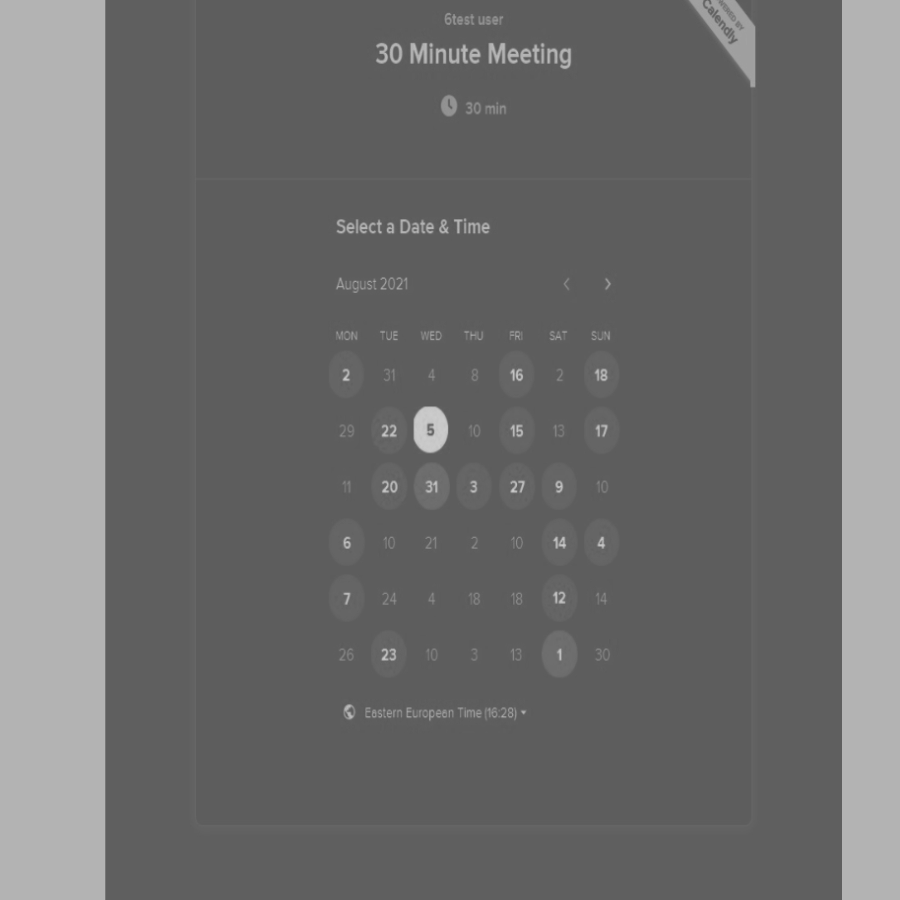 6test user
30 Minute Meeting
30 min
Calendly
Select a Date & Time
August 2021
MON TUE WED THU FRI SAT SUN
2 31 4 8 16 2 18
29 22 5 10 15 13 17
11 20 31 3 27 9 10
6 10 21 2 10 14 4
7 24 4 18 18 12 14
26 23 10 3 13 1 30
Eastern European Time (16:28)